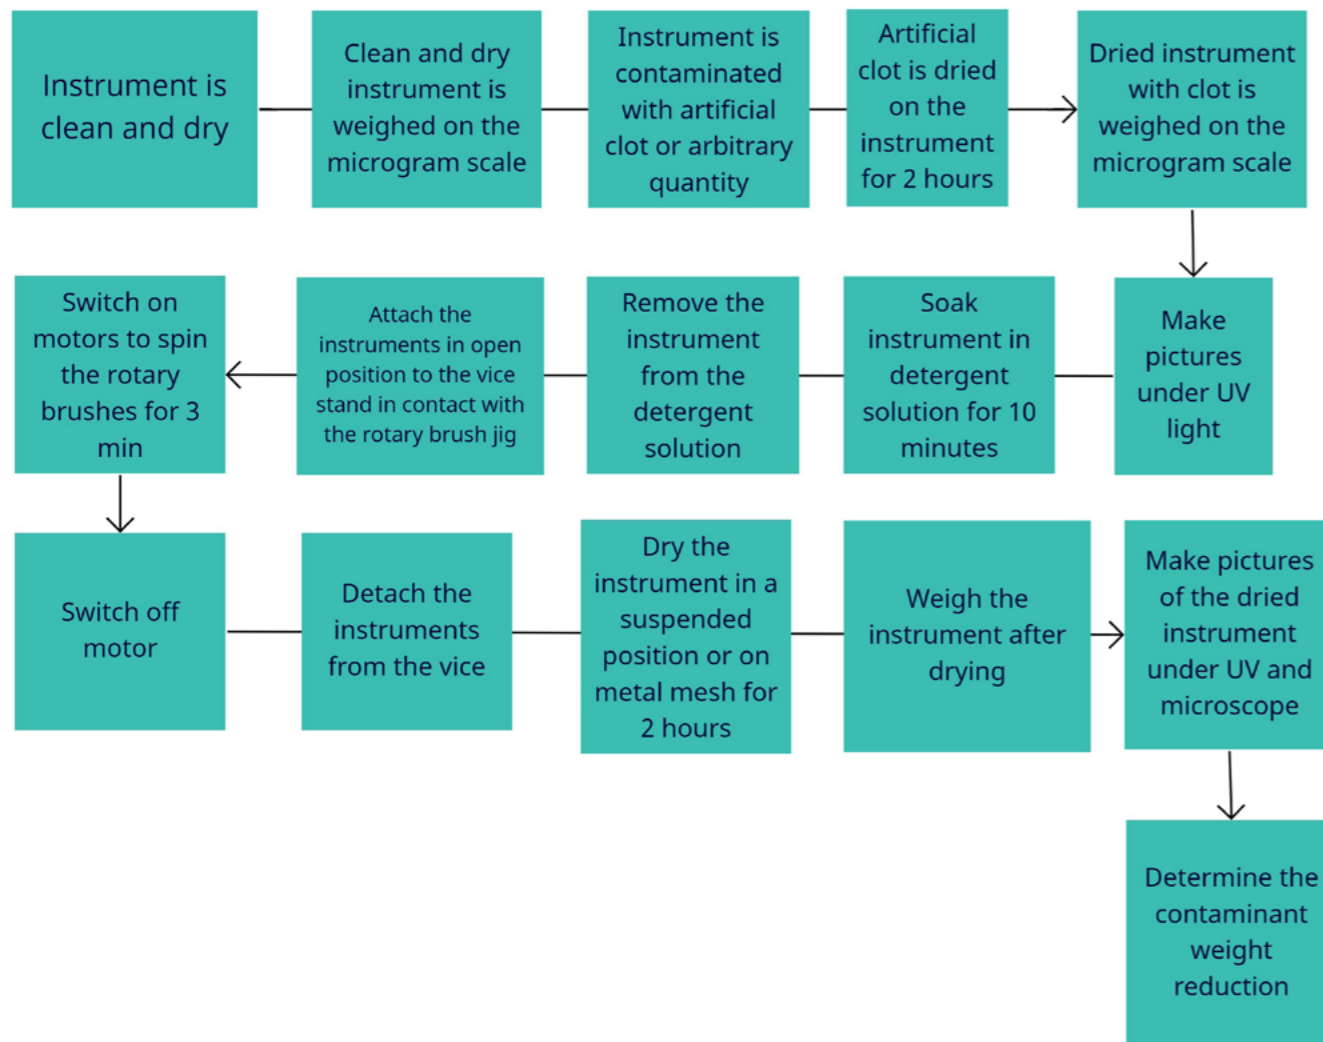 Instrument is
clean and dry
Clean and dry
instrument is
weighed on the
microgram scale
Instrument is
contaminated
with artificial
clot or arbitrary
quantity
Artificial
clot is dried
on the
instrument
for 2 hours
Dried instrument
with clot is
weighed on the
microgram scale
Make
pictures
under UV
light
Soak
instrument in
detergent
solution for 10
minutes
Remove the
instrument
from the
detergent
solution
Attach the
instruments in open
position to the vice
stand in contact with
the rotary brush jig
Switch on
motors to spin
the rotary
brushes for 3
min
Switch off
motor
Detach the
instruments
from the vice
Dry the
instrument in a
suspended
position or on
metal mesh for
2 hours
Weigh the
instrument after
drying
Make pictures
of the dried
instrument
under UV and
microscope
Determine the
contaminant
weight
reduction